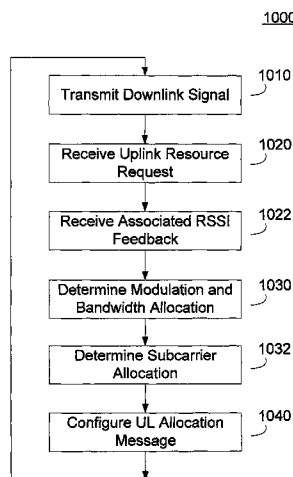 1000
1010
Transmit Downlink Signal
1020
Receive Uplink Resource
Request
1022
Receive Associated RSSI
Feedback
1030
Determine Modulation and
Bandwidth Allocation
1032
Determine Subcarrier
Allocation
1040
Configure UL Allocation
Message